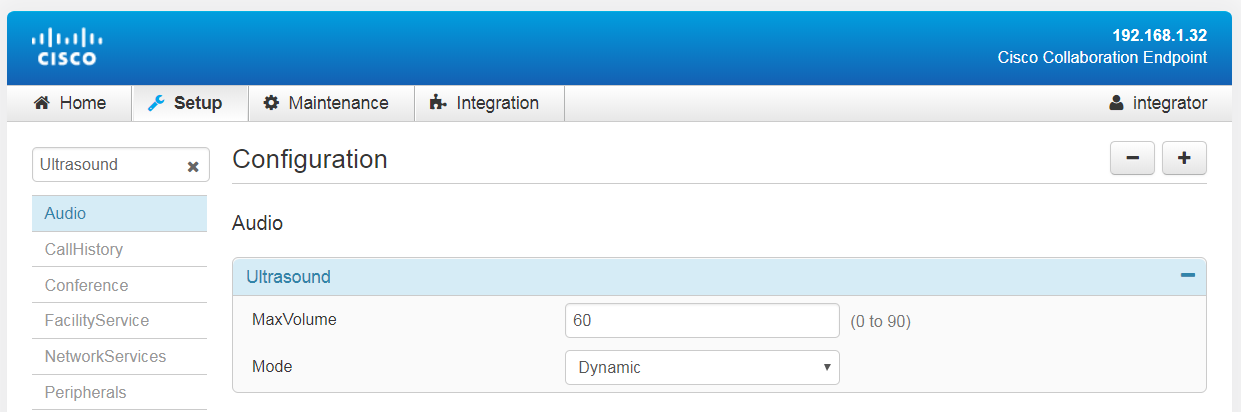 192.168.1.32
CISCO
Cisco Collaboration Endpoint
Home Setup Maintenance Integration integrator
Ultrasound
Configuration
Audio
CallHistory
Conference
FacilityService
NetworkServices
Peripherals
Audio
Ultrasound
MaxVolume 60 (0 to 90)
Mode Dynamic